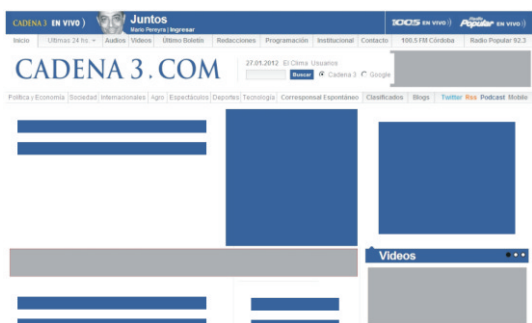 CADENA 3 EN VIVO )
Juntos
Mario Pereyra | Ingresar
100.5 EN VIVO ))
Radio Popular EN VIVO ))
Inicio Ultimas 24 hs. Audios Videos Último Boletín Redacciones Programación Institucional Contacto 106.5 FM Córdoba Radio Popular 92.3
CADENA 3.COM
27.01.2012 El Clima Usuarios
Buscar Cadena 3 Google
Política y Economía Sociedad Internacionales Agro Espectáculos Deportes Tecnología Corresponsal Espontáneo Clasificados Blogs Twitter Rss Podcast Mobile
Videos